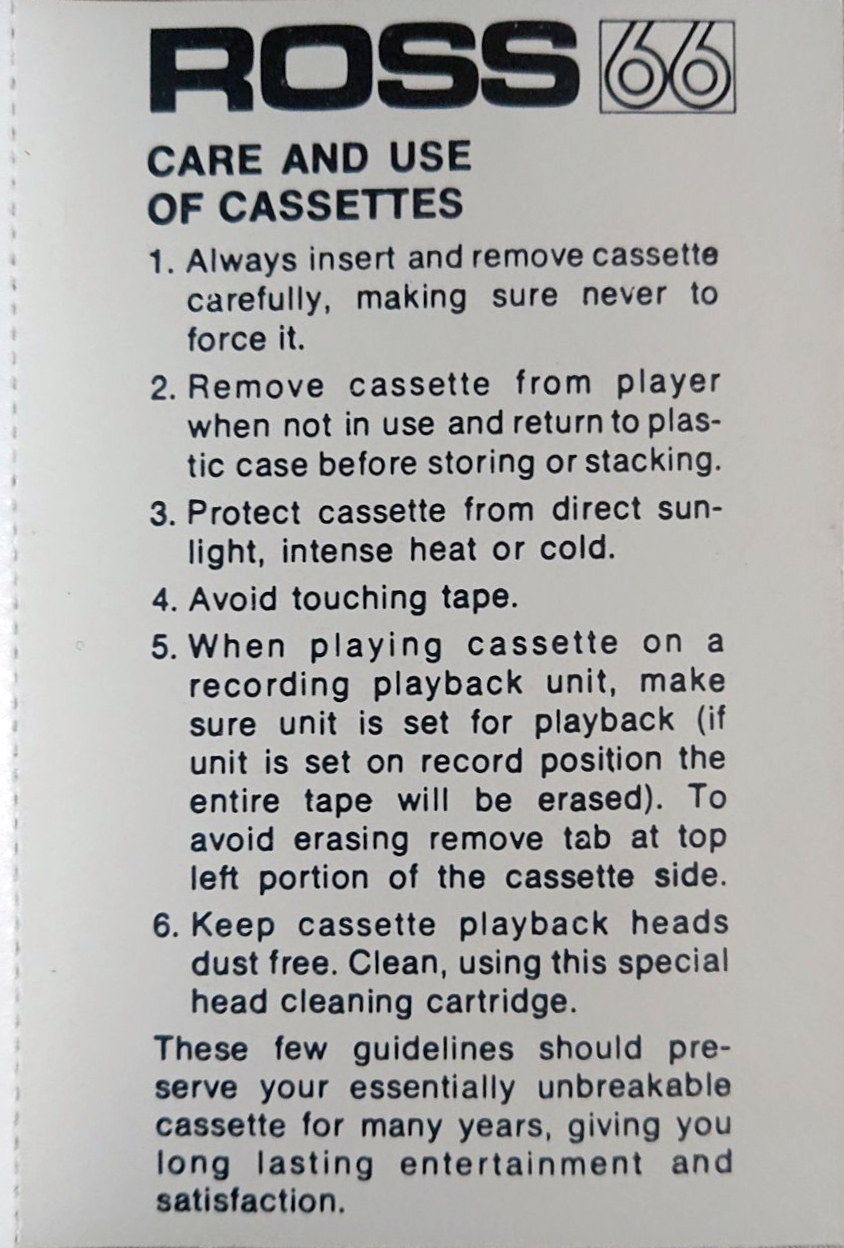 ROSS 66
CARE AND USE
OF CASSETTES
1. Always insert and remove cassette
carefully, making sure never to
force it.
2. Remove cassette from player
when not in use and return to plas-
tic case before storing or stacking.
3. Protect cassette from direct sun-
light, intense heat or cold.
4. Avoid touching tape.
5. When playing cassette on a
recording playback unit, make
sure unit is set for playback (if
unit is set on record position the
entire tape will be erased). To
avoid erasing remove tab at top
left portion of the cassette side.
6. Keep cassette playback heads
dust free. Clean, using this special
head cleaning cartridge.
These few guidelines should pre-
serve your essentially unbreakable
cassette for many years, giving you
long lasting entertainment and
satisfaction.